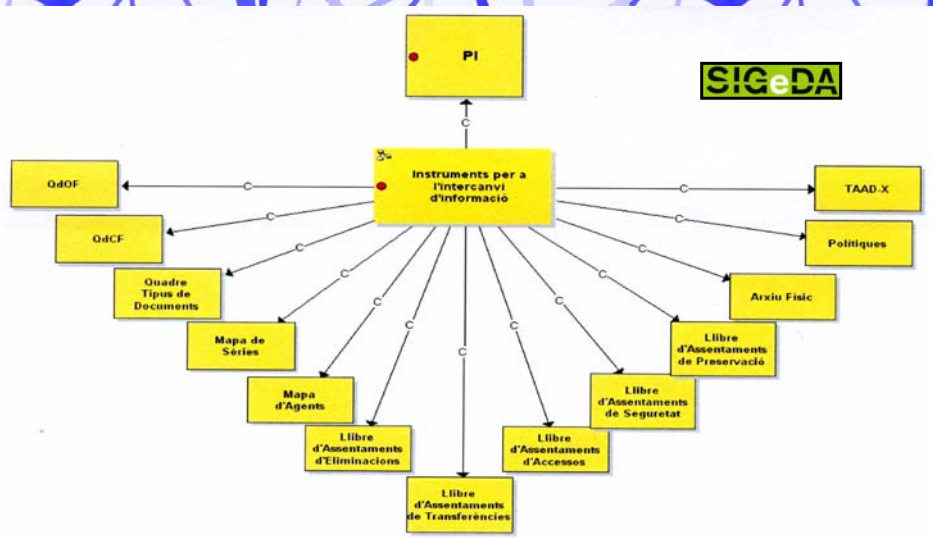 PI
SIGeDA
C
Instruments per a
l'intercanvi
d'informació
QdOF
C
C
TAAD-X
QdCF
C
C
Polítiques
Quadre
Tipus de
Documents
C
C
Arxiu Físic
Mapa de
Sèries
C
C
Llibre
d'Assentaments
de Preservació
Mapa
d'Agents
C
C
Llibre
d'Assentaments
de Seguretat
Llibre
d'Assentaments
d'Eliminacions
C
C
Llibre
d'Assentaments
d'Accessos
C
Llibre
d'Assentaments
de Transferències